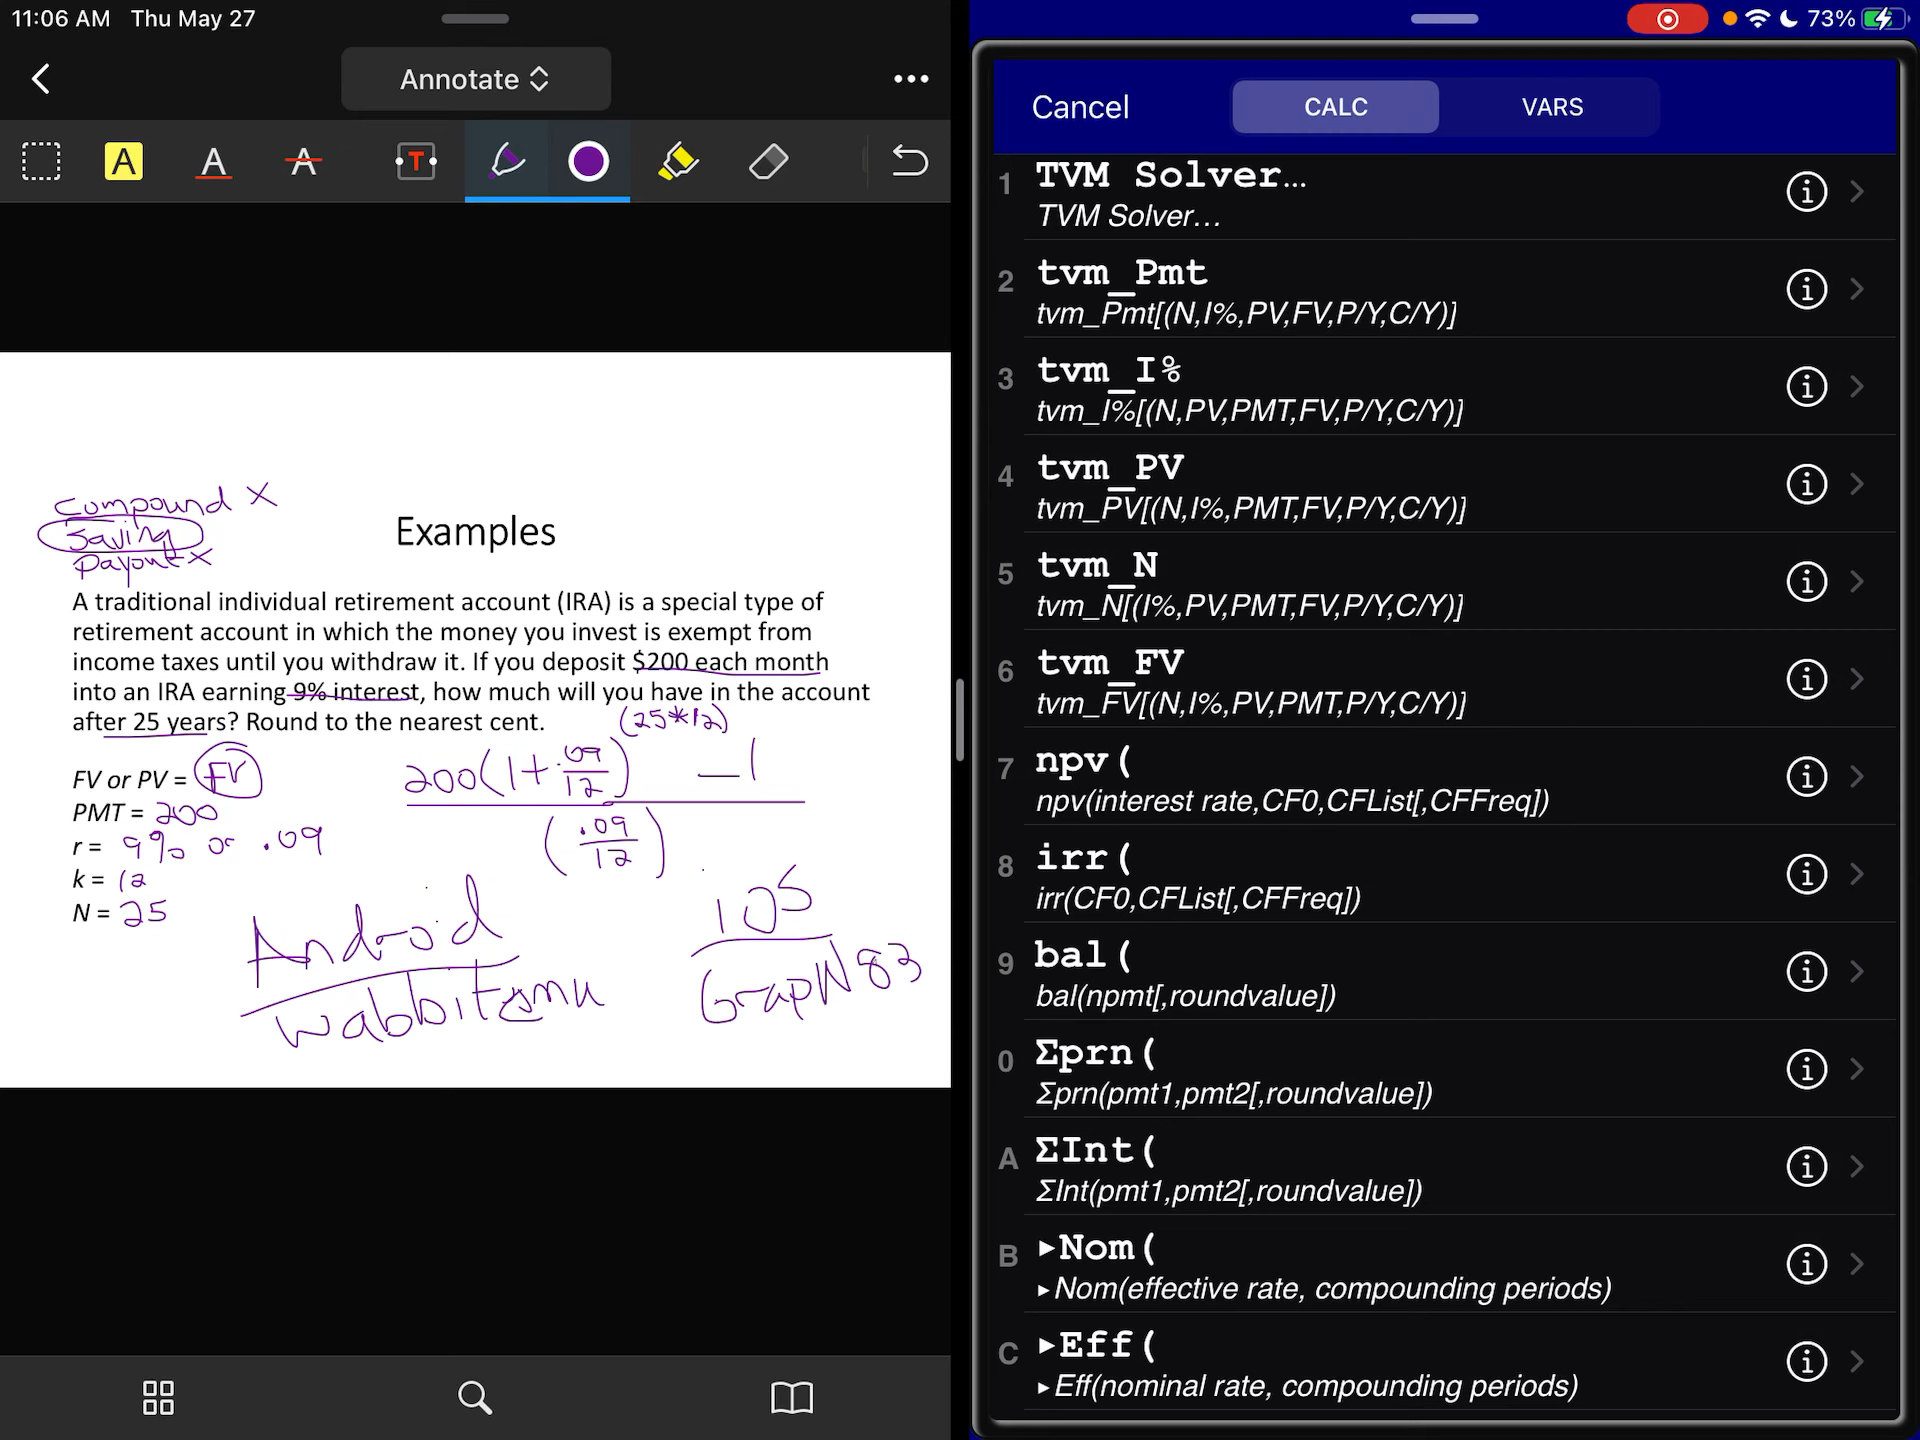 11:06 AM Thu May 27
73%
Annotate
A A A T
Compound X
Saving
Payout X
Examples
A traditional individual retirement account (IRA) is a special type of
retirement account in which the money you invest is exempt from
income taxes until you withdraw it. If you deposit $200 each month
into an IRA earning 9% interest, how much will you have in the account
after 25 years? Round to the nearest cent.
(25*12)
200(1+.09/12) - 1
(.09/12)
FV or PV = FV
PMT = 200
r = 9% or .09
k = 12
N = 25
Android
wabbitemu
iOS
GraphN83
Cancel CALC VARS
1 TVM Solver…
TVM Solver…
2 tvm_Pmt
tvm_Pmt[(N,I%,PV,FV,P/Y,C/Y)]
3 tvm_I%
tvm_I%[(N,PV,PMT,FV,P/Y,C/Y)]
4 tvm_PV
tvm_PV[(N,I%,PMT,FV,P/Y,C/Y)]
5 tvm_N
tvm_N[(I%,PV,PMT,FV,P/Y,C/Y)]
6 tvm_FV
tvm_FV[(N,I%,PV,PMT,P/Y,C/Y)]
7 npv(
npv(interest rate,CF0,CFList[,CFFreq])
8 irr(
irr(CF0,CFList[,CFFreq])
9 bal(
bal(npmt[,roundvalue])
0 Σprn(
Σprn(pmt1,pmt2[,roundvalue])
A ΣInt(
ΣInt(pmt1,pmt2[,roundvalue])
B ►Nom(
►Nom(effective rate, compounding periods)
C ►Eff(
►Eff(nominal rate, compounding periods)